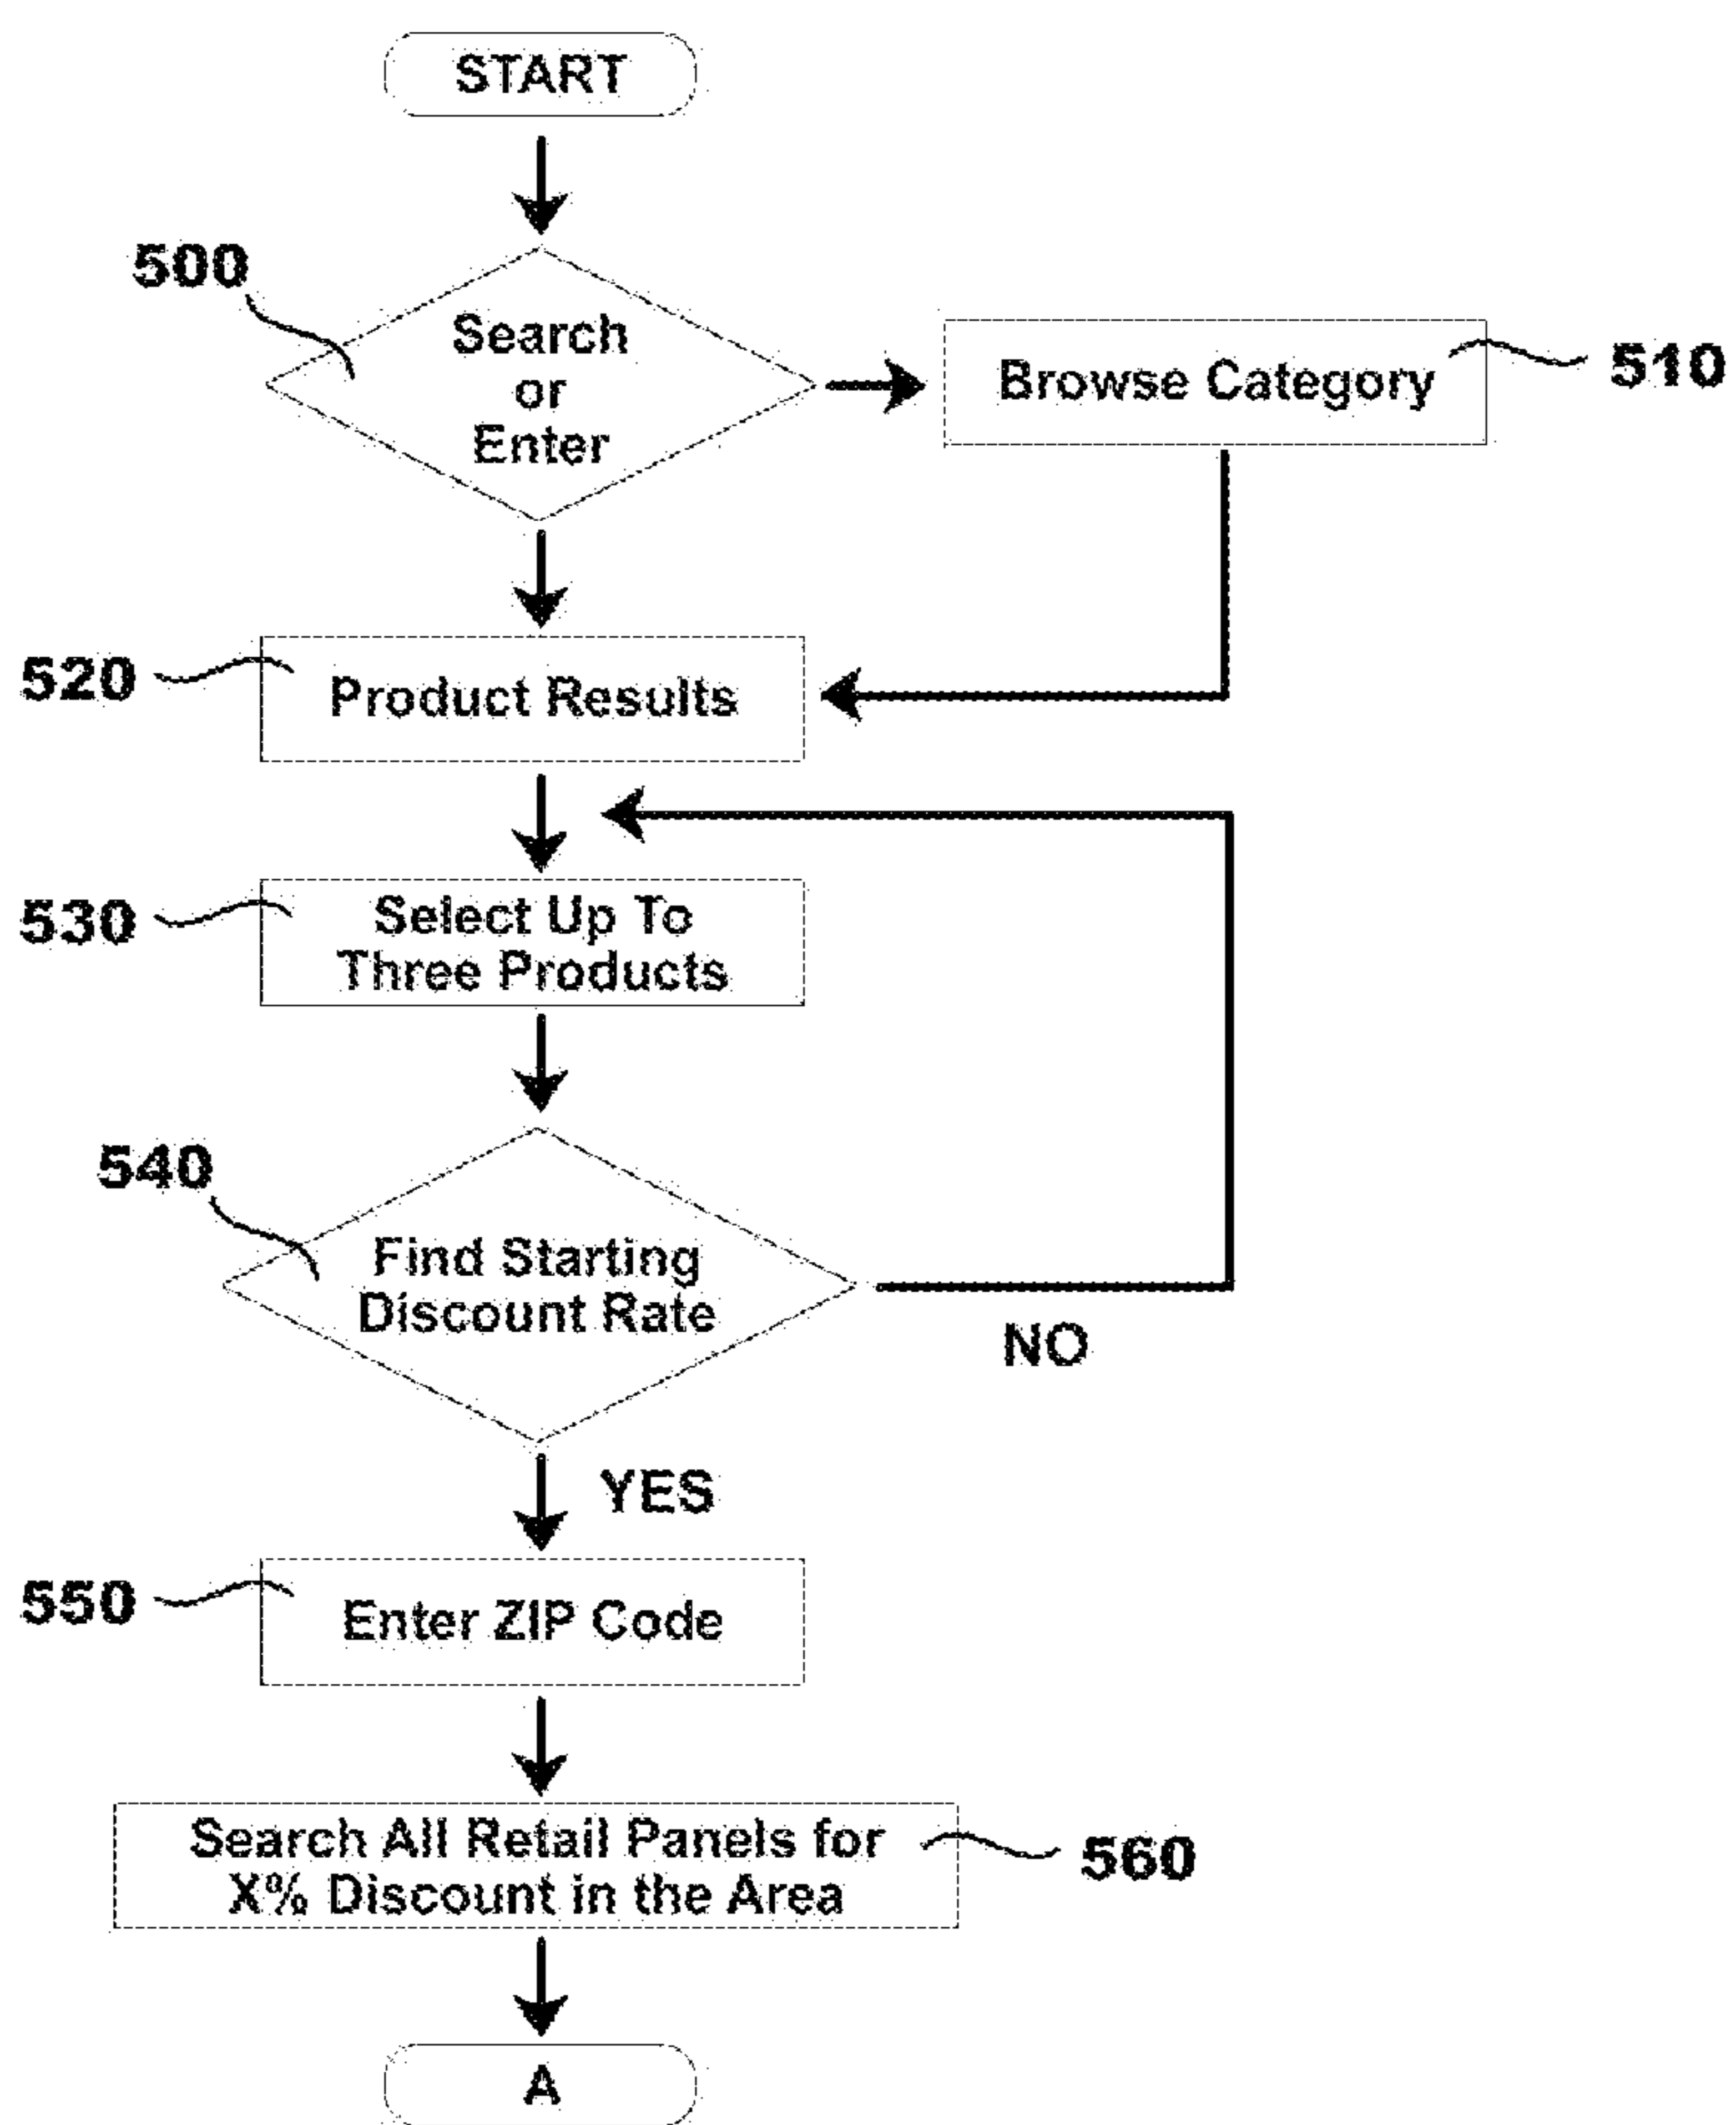 START
500
Search
or
Enter
Browse Category
510
520
Product Results
530
Select Up To
Three Products
540
Find Starting
Discount Rate
NO
YES
550
Enter ZIP Code
Search All Retail Panels for
X% Discount in the Area
560
A